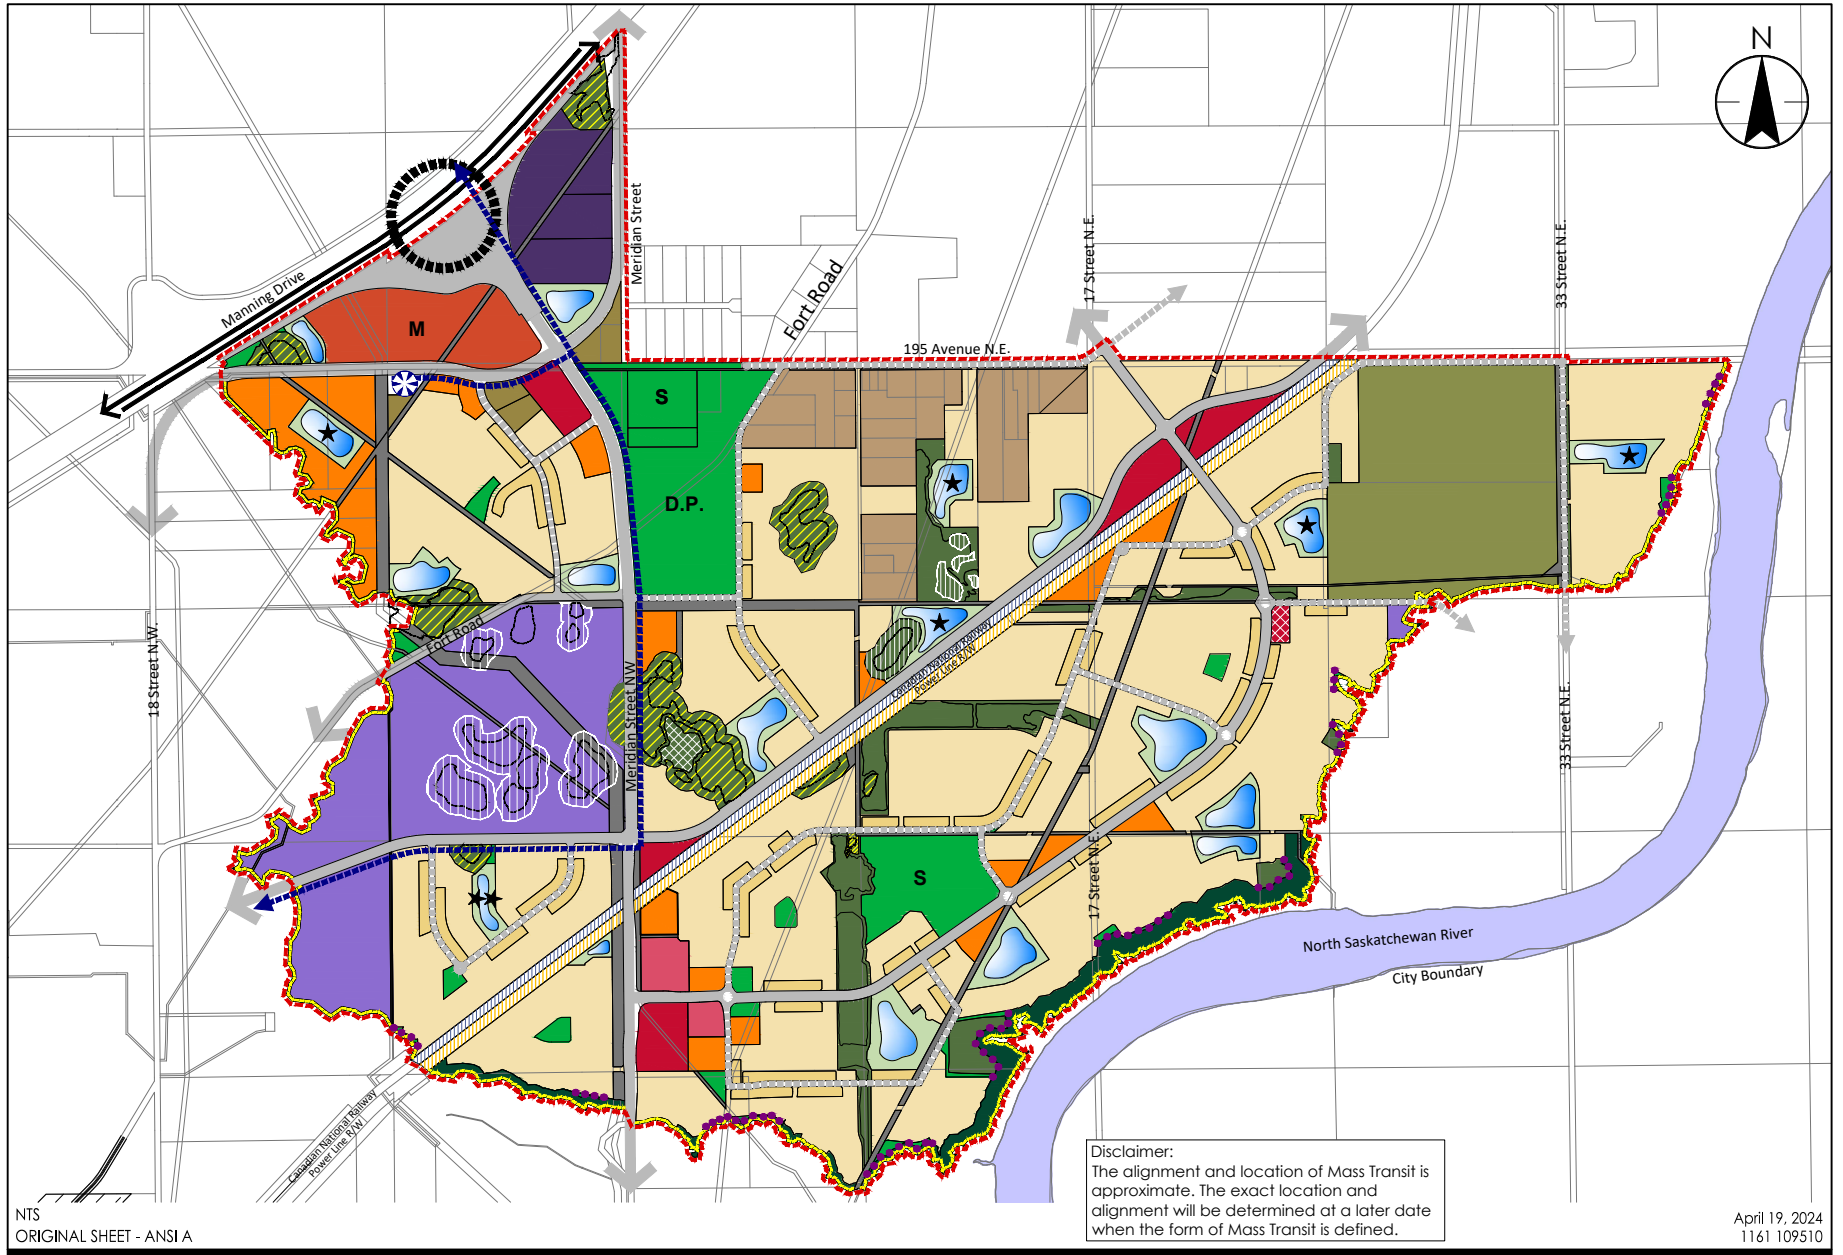 N
Meridian Street
Manning Drive
Fort Road
17 Street N.E.
33 Street N.E.
195 Avenue N.E.
M
S
D.P.
Fort Road
18 Street N.W.
Meridian Street NW
Canadian National Railway
Power Line R/W
33 Street N.E.
17 Street N.E.
S
North Saskatchewan River
City Boundary
Canadian National Railway
Power Line R/W
Disclaimer:
The alignment and location of Mass Transit is
approximate. The exact location and
alignment will be determined at a later date
when the form of Mass Transit is defined.
NTS
ORIGINAL SHEET - ANSI A
April 19, 2024
1161 109510